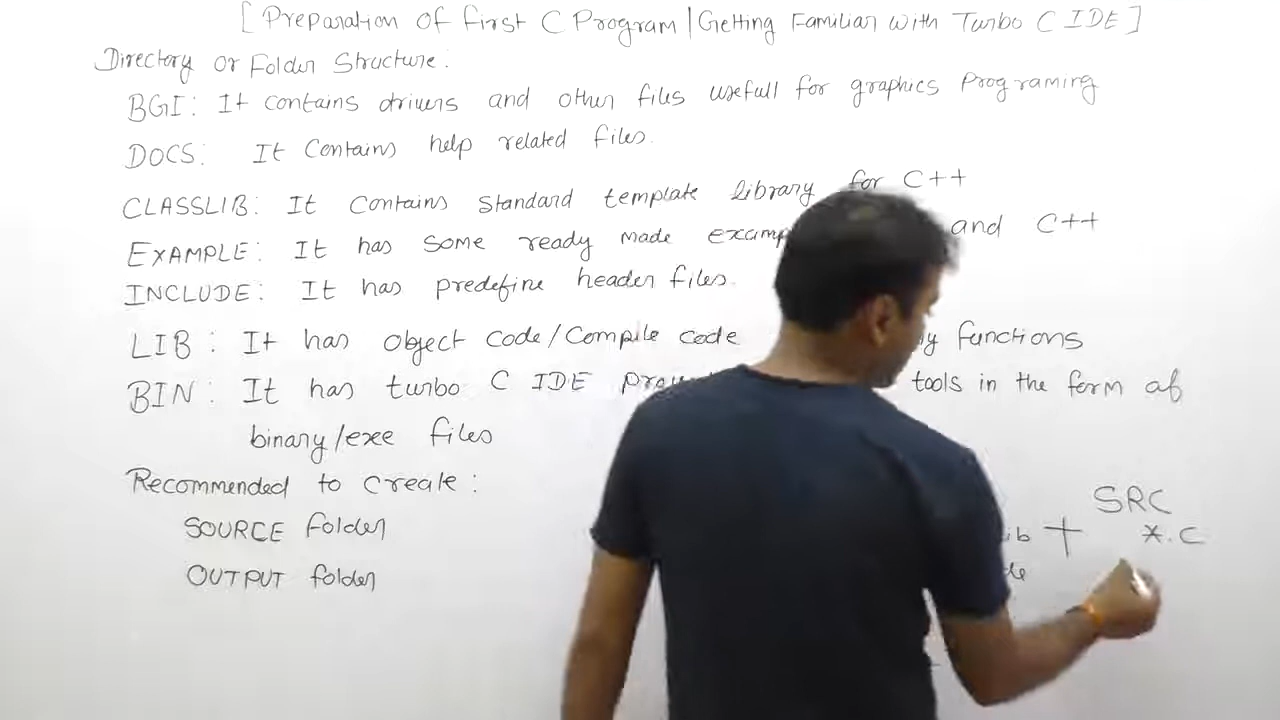 [ Preparation of first C Program | Getting Familiar with Turbo C IDE ]
Directory or Folder Structure :
BGI : It contains drivers and other files usefull for graphics Programing
DOCS : It Contains help related files.
CLASSLIB : It Contains Standard template library for C++
EXAMPLE : It has some ready made examp and C++
INCLUDE : It has predefine header files.
LIB : It has object code/Compile code functions
BIN : It has turbo C IDE tools in the form of
binary/exe files
Recommended to create :
SOURCE folder
OUTPUT folder
SRC
ib + *.C